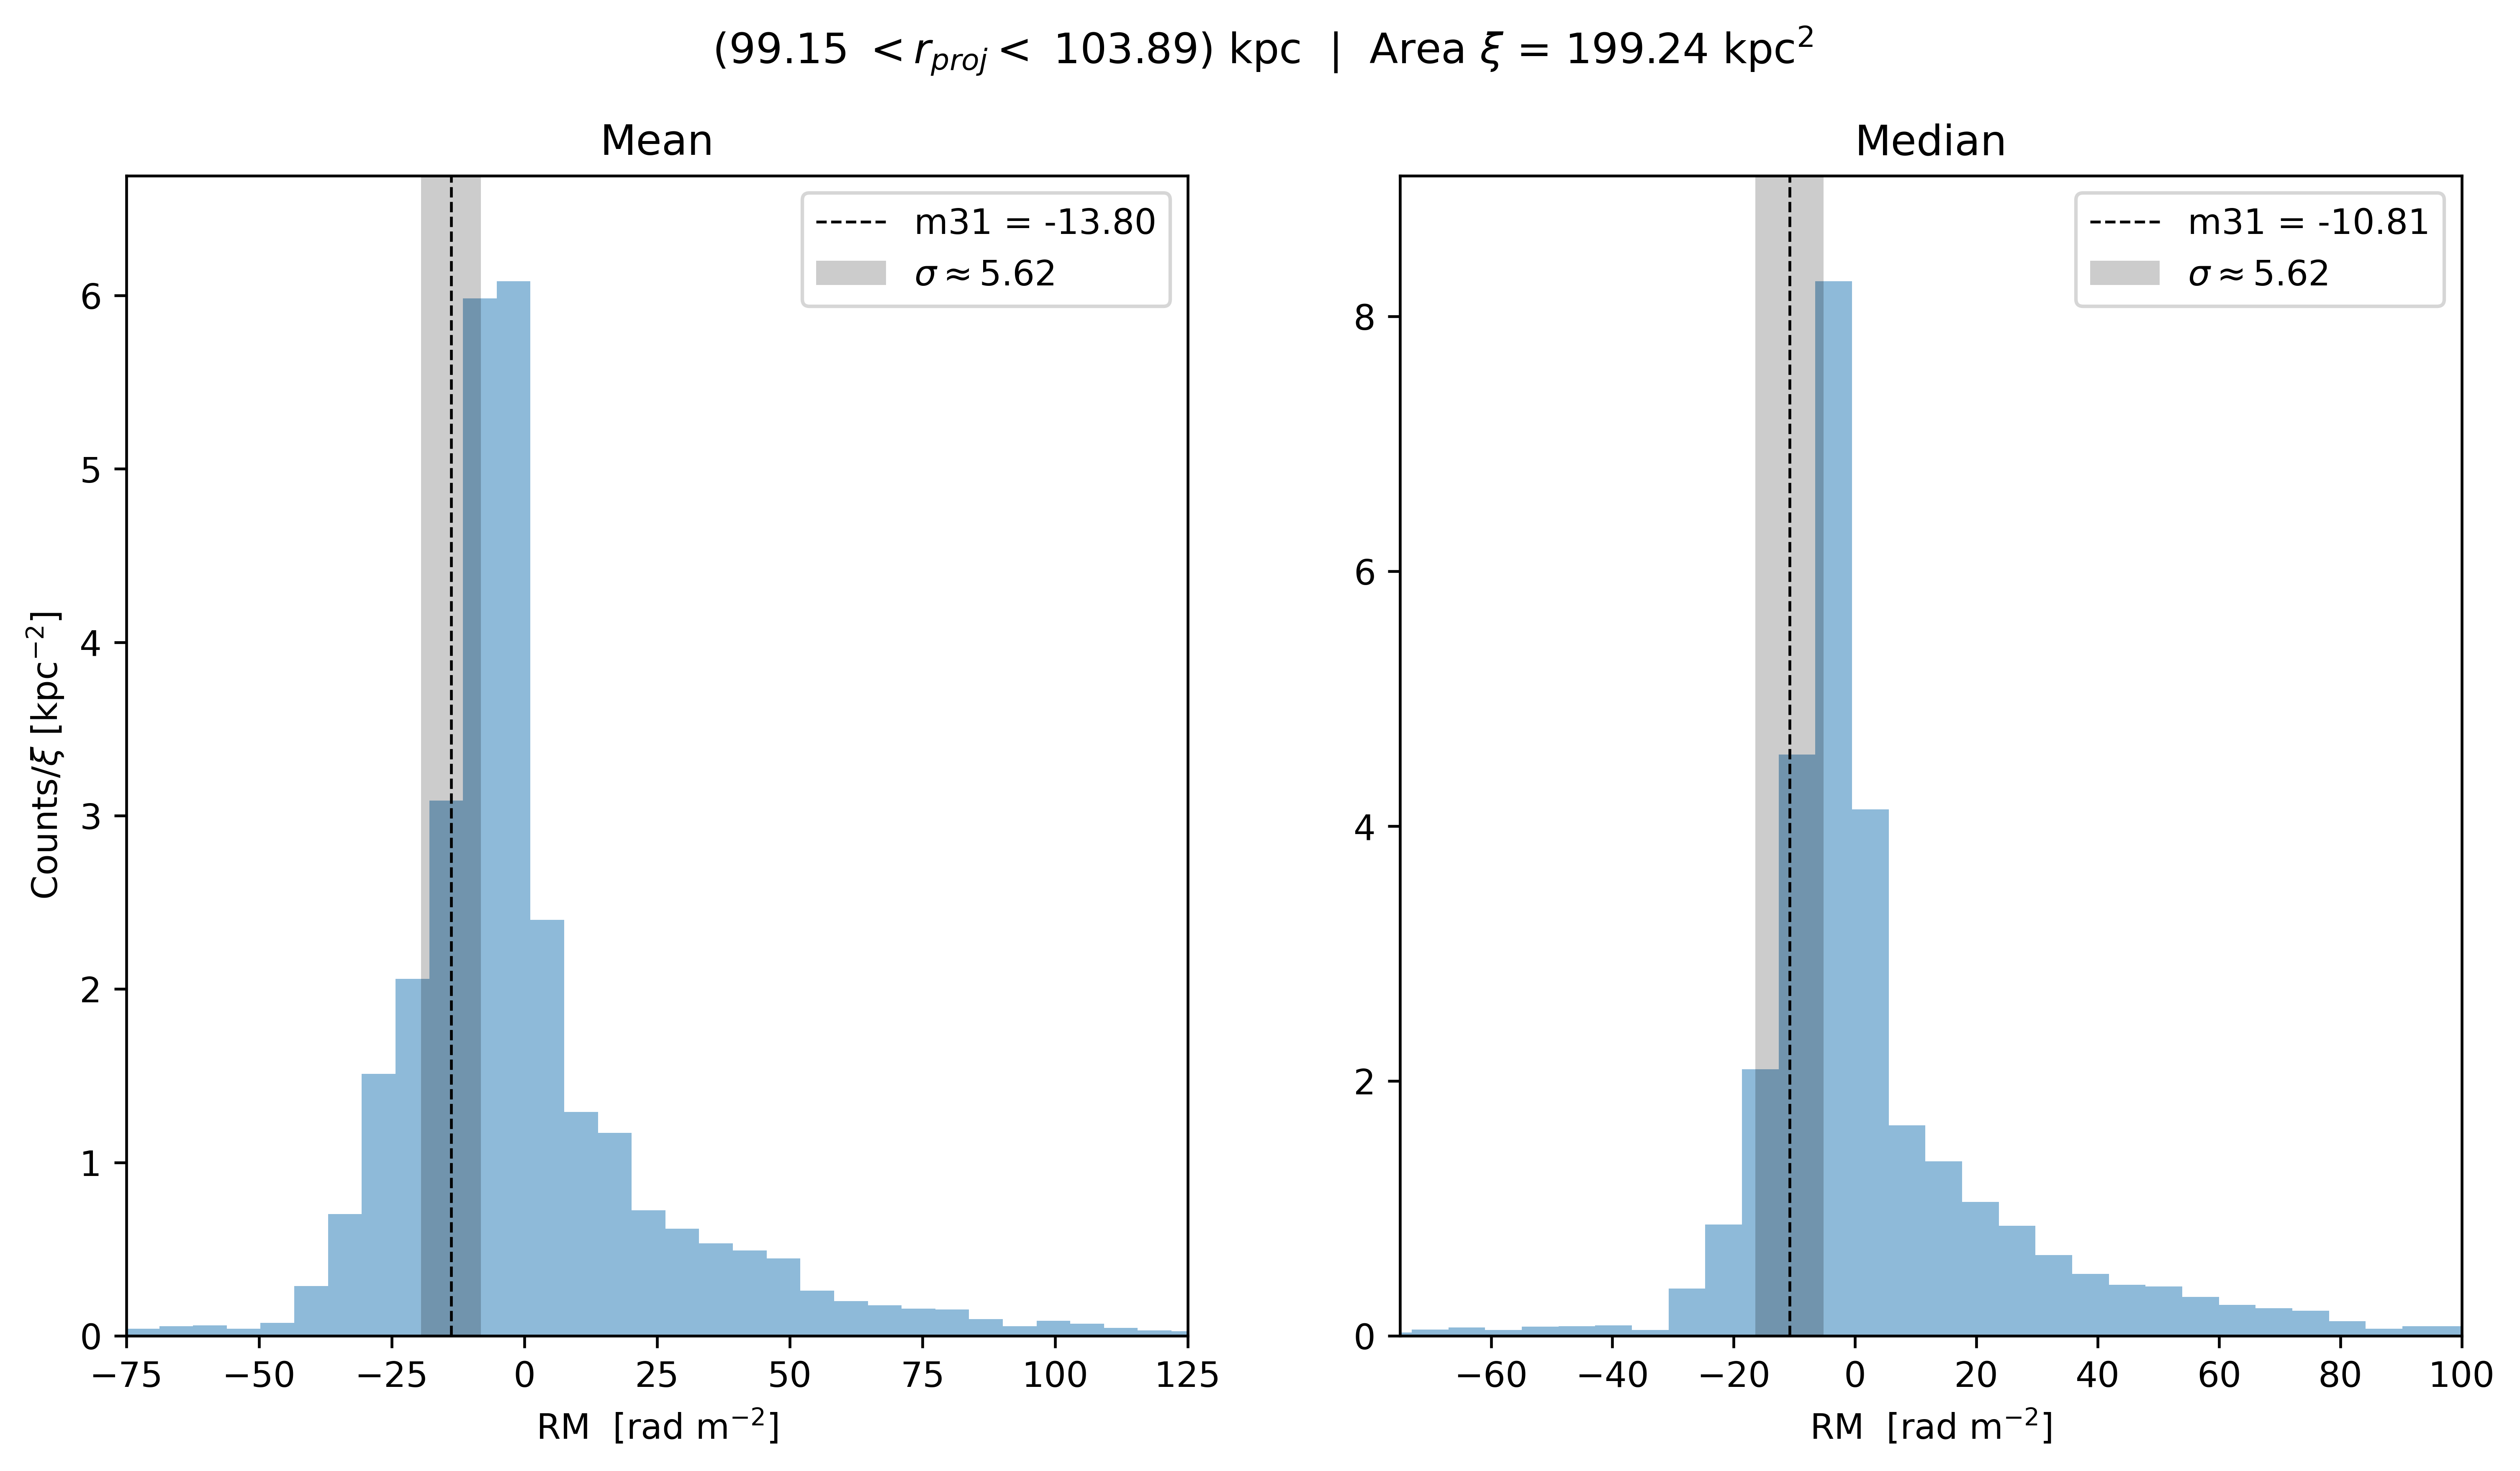 (99.15 < r_proj < 103.89) kpc | Area ξ = 199.24 kpc²
Mean
m31 = -13.80
σ ≈ 5.62
Counts/ξ [kpc⁻²]
6
5
4
3
2
1
0
−75 −50 −25 0 25 50 75 100 125
RM [rad m⁻²]
Median
m31 = -10.81
σ ≈ 5.62
8
6
4
2
0
−60 −40 −20 0 20 40 60 80 100
RM [rad m⁻²]